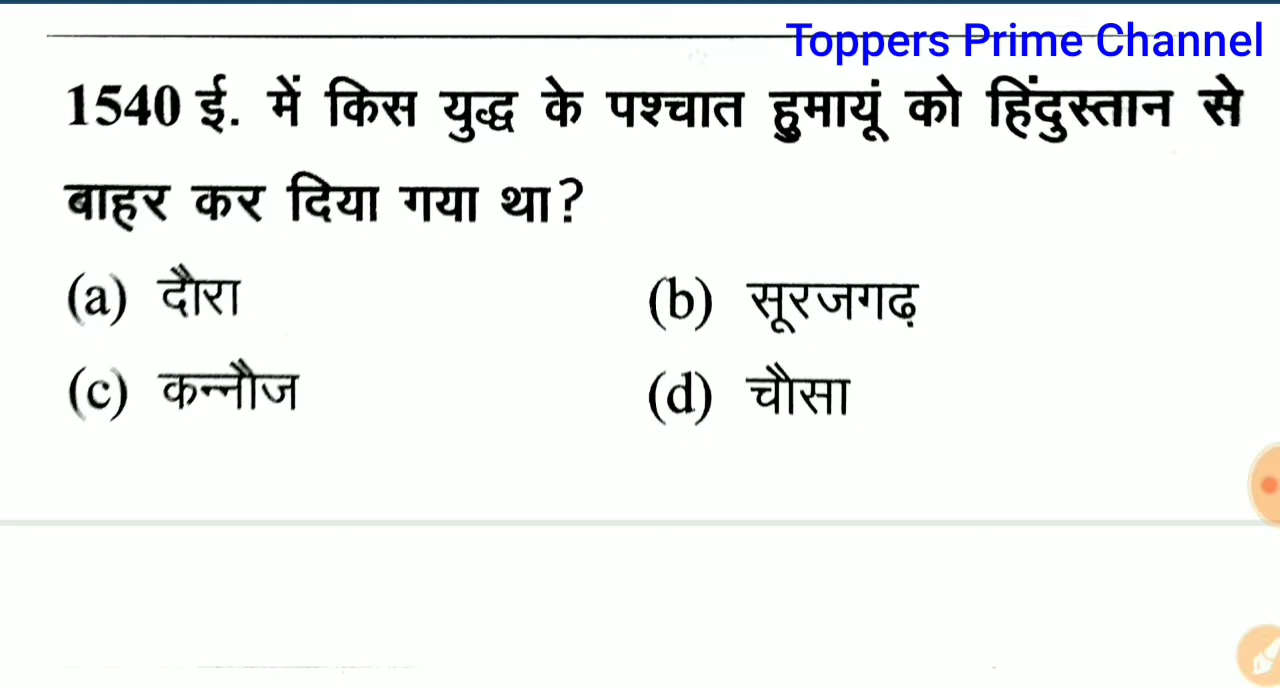 Toppers Prime Channel
1540 ई. में किस युद्ध के पश्चात हुमायूं को हिंदुस्तान से
बाहर कर दिया गया था?
(a) दौरा (b) सूरजगढ़
(c) कन्नौज (d) चौसा